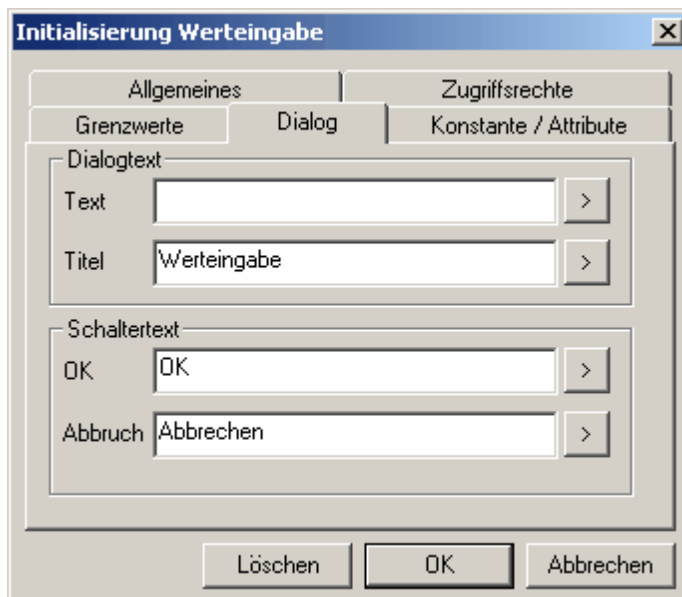 Initialisierung Werteingabe
Allgemeines Zugriffsrechte
Grenzwerte Dialog Konstante / Attribute
Dialogtext
Text >
Titel Werteingabe >
Schaltertext
OK OK >
Abbruch Abbrechen >
Löschen OK Abbrechen